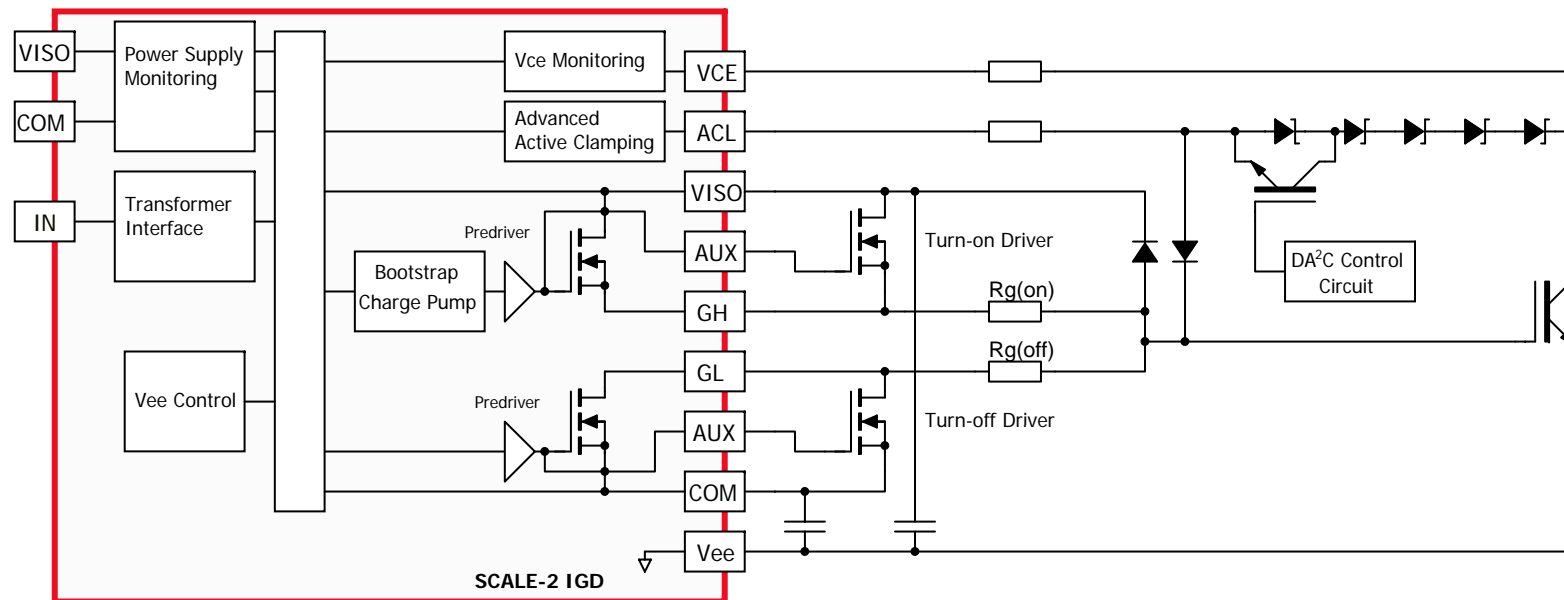 VISO
COM
IN
Power Supply
Monitoring
Transformer
Interface
Vee Control
Vce Monitoring
Advanced
Active Clamping
Predriver
Bootstrap
Charge Pump
Predriver
VCE
ACL
VISO
AUX
GH
GL
AUX
COM
Vee
SCALE-2 IGD
Turn-on Driver
Rg(on)
Rg(off)
Turn-off Driver
DA²C Control
Circuit